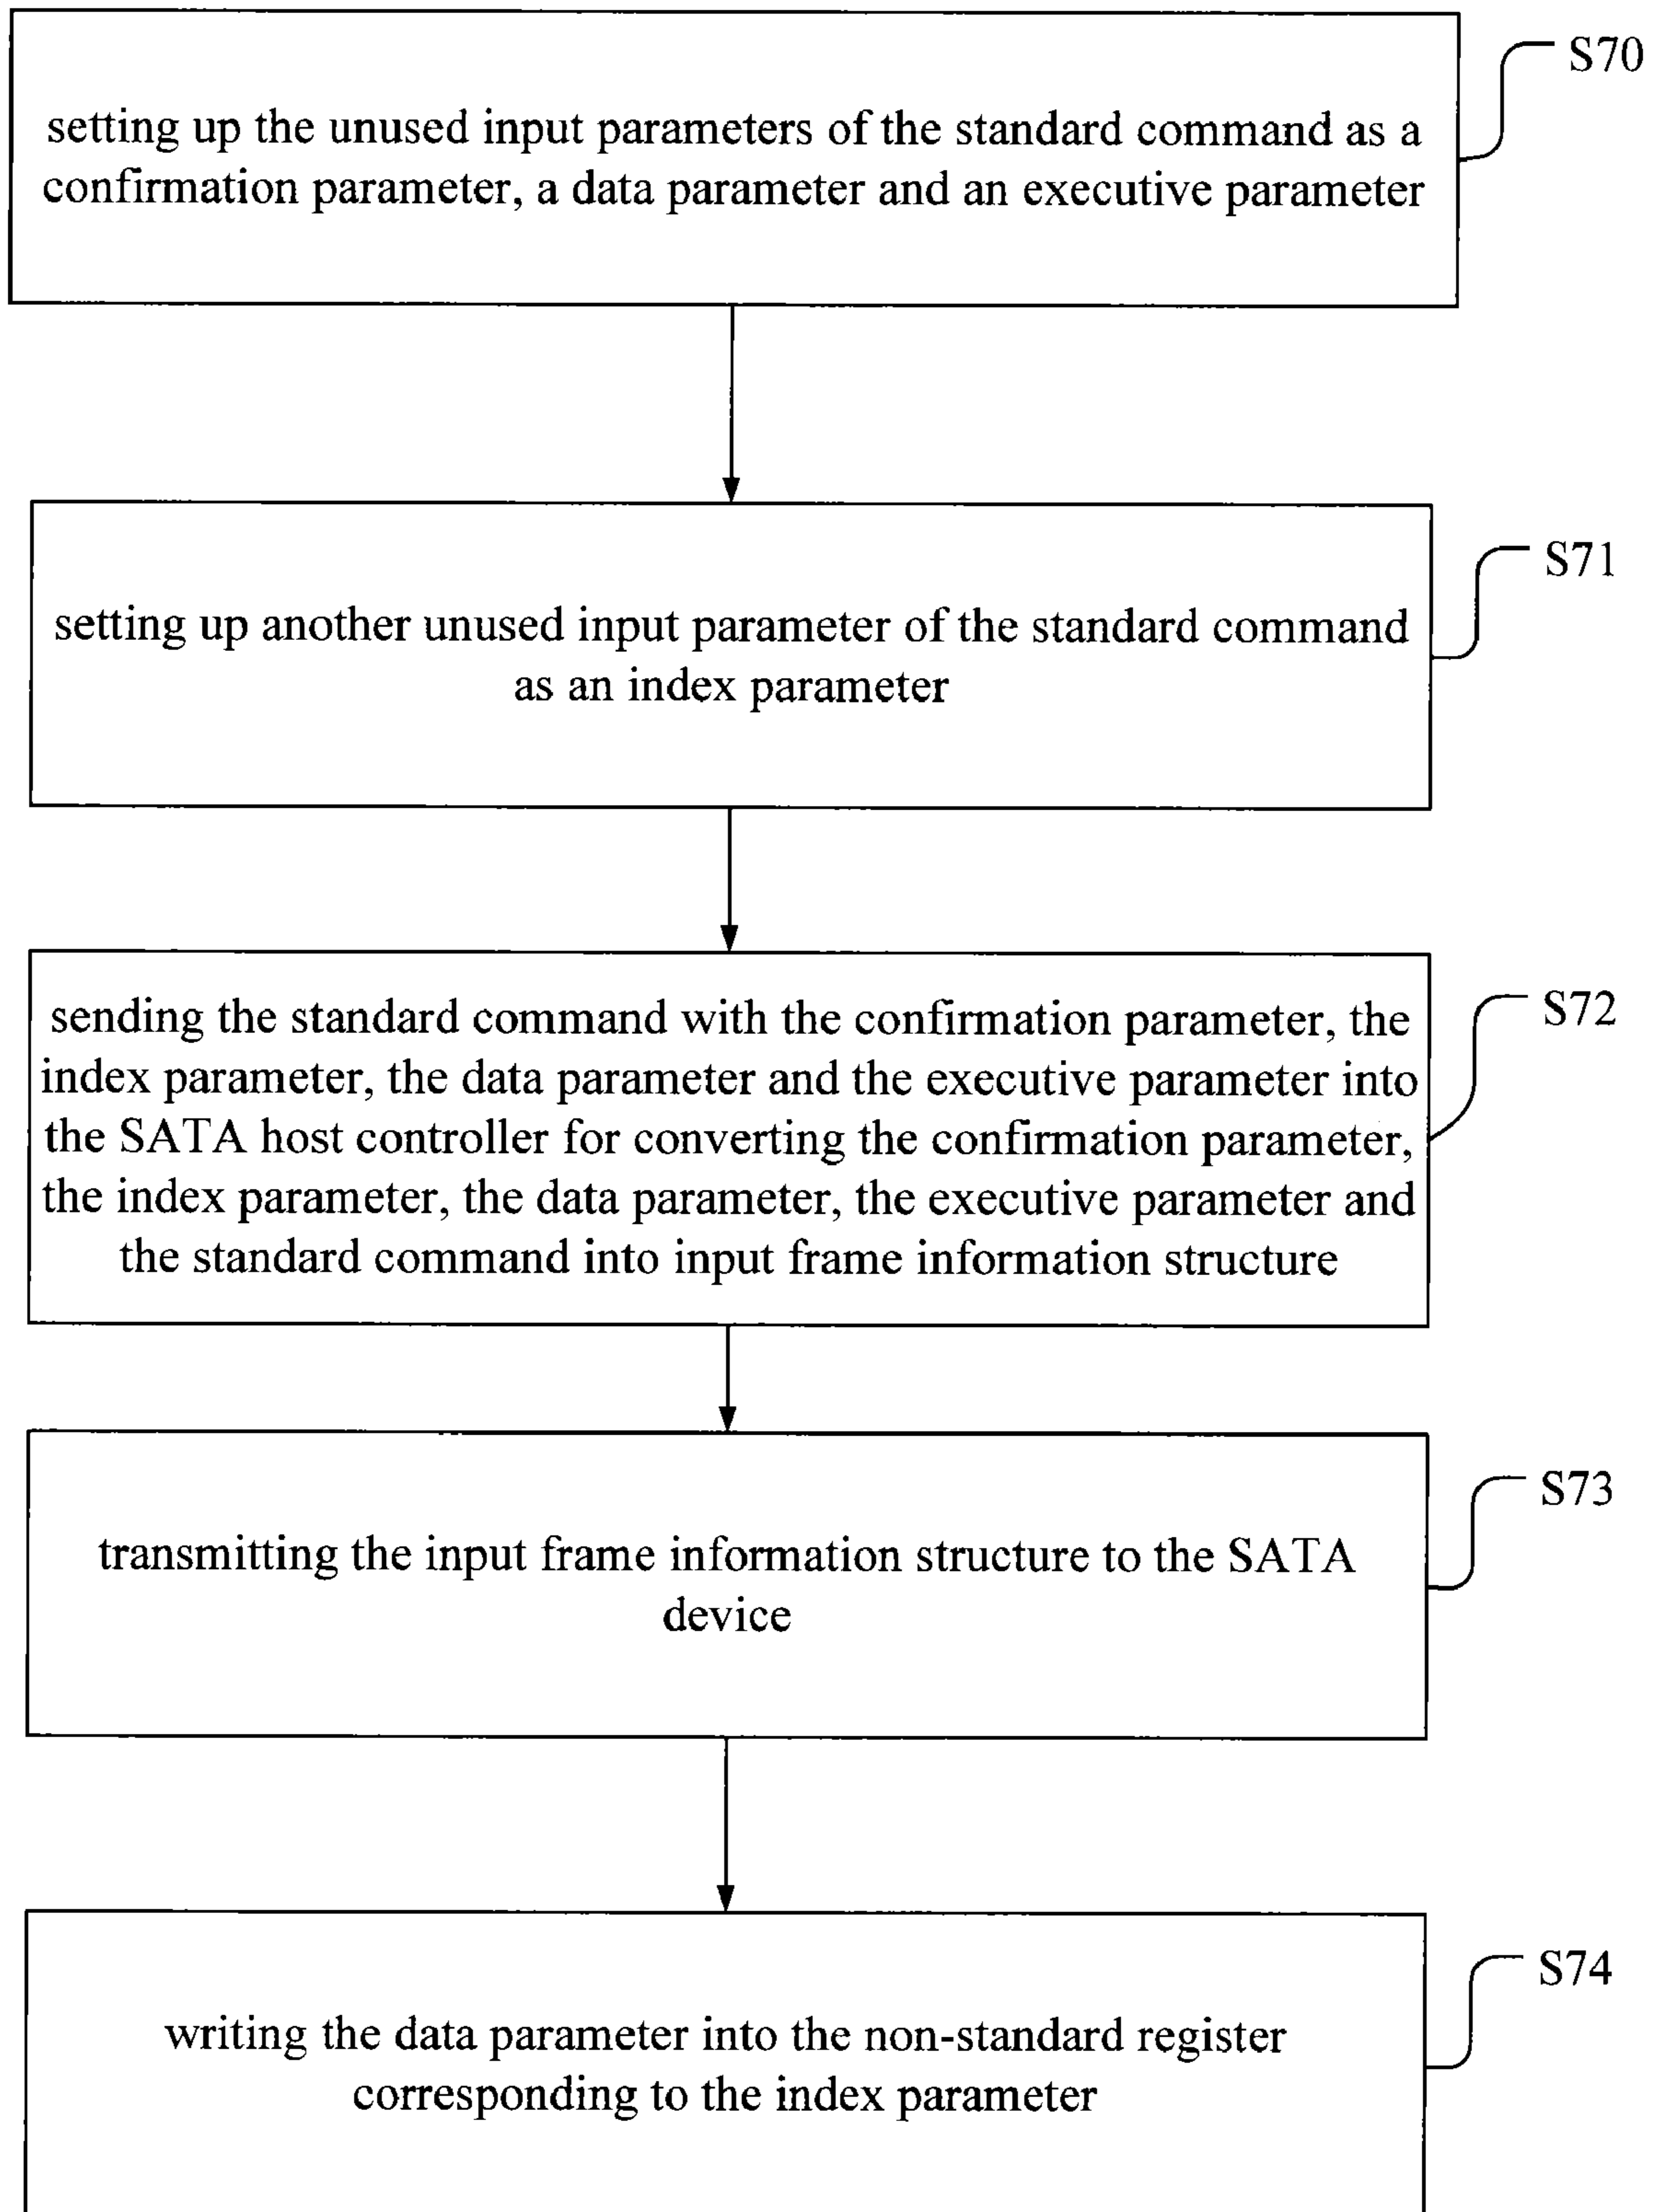 S70
setting up the unused input parameters of the standard command as a
confirmation parameter, a data parameter and an executive parameter
S71
setting up another unused input parameter of the standard command
as an index parameter
S72
sending the standard command with the confirmation parameter, the
index parameter, the data parameter and the executive parameter into
the SATA host controller for converting the confirmation parameter,
the index parameter, the data parameter, the executive parameter and
the standard command into input frame information structure
S73
transmitting the input frame information structure to the SATA
device
S74
writing the data parameter into the non-standard register
corresponding to the index parameter